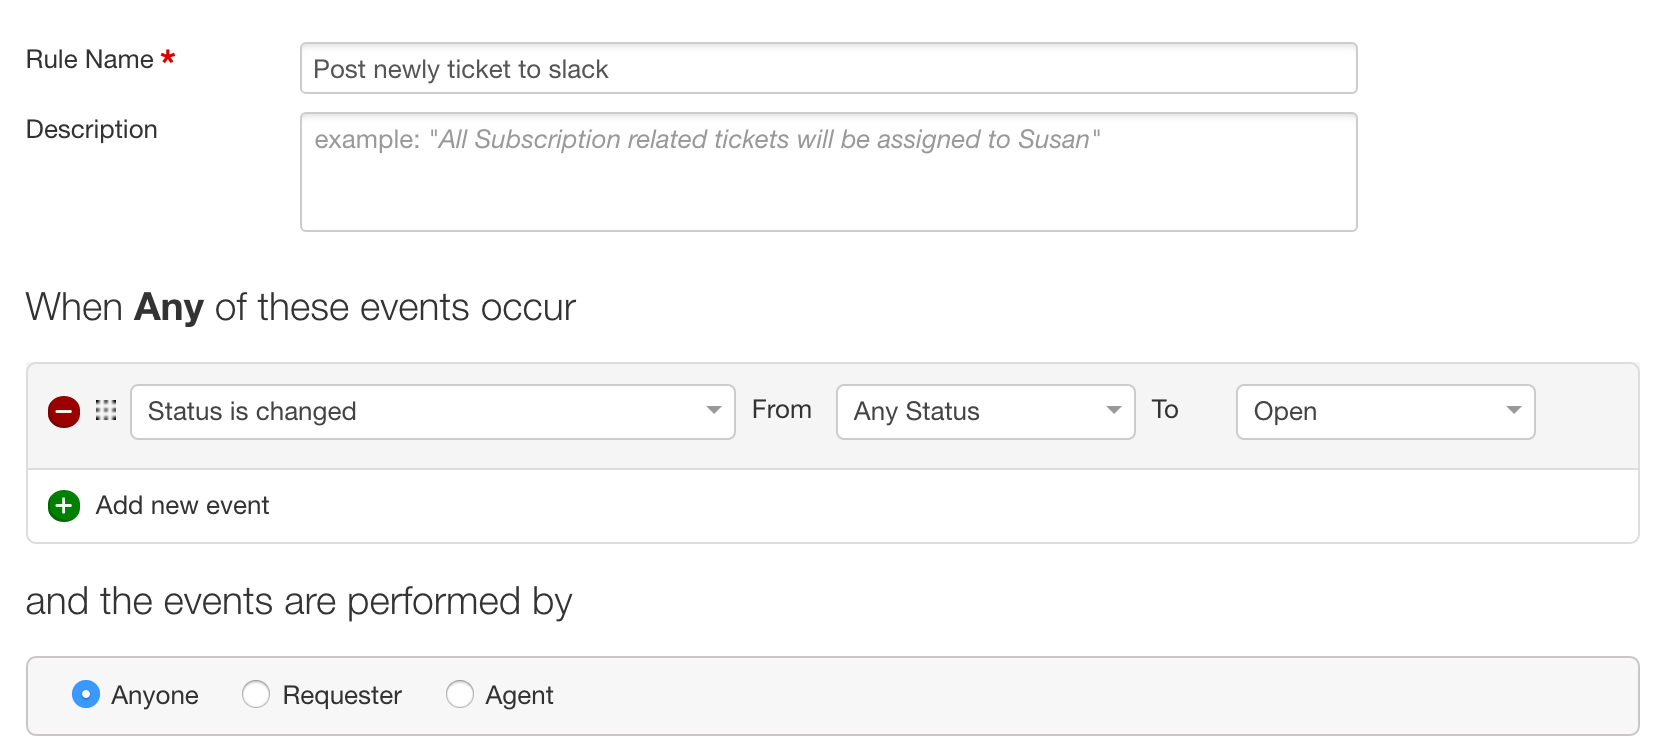 Rule Name *
Post newly ticket to slack
Description
example: "All Subscription related tickets will be assigned to Susan"
When Any of these events occur
Status is changed From Any Status To Open
Add new event
and the events are performed by
Anyone Requester Agent